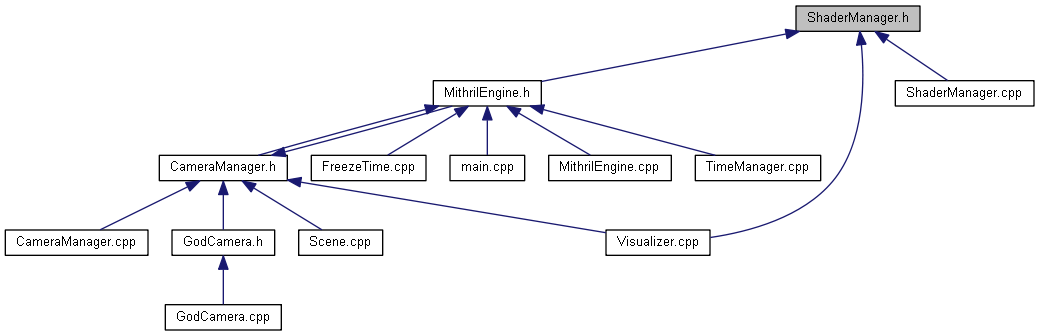 ShaderManager.h
MithrilEngine.h
ShaderManager.cpp
CameraManager.h
FreezeTime.cpp
main.cpp
MithrilEngine.cpp
TimeManager.cpp
CameraManager.cpp
GodCamera.h
Scene.cpp
Visualizer.cpp
GodCamera.cpp